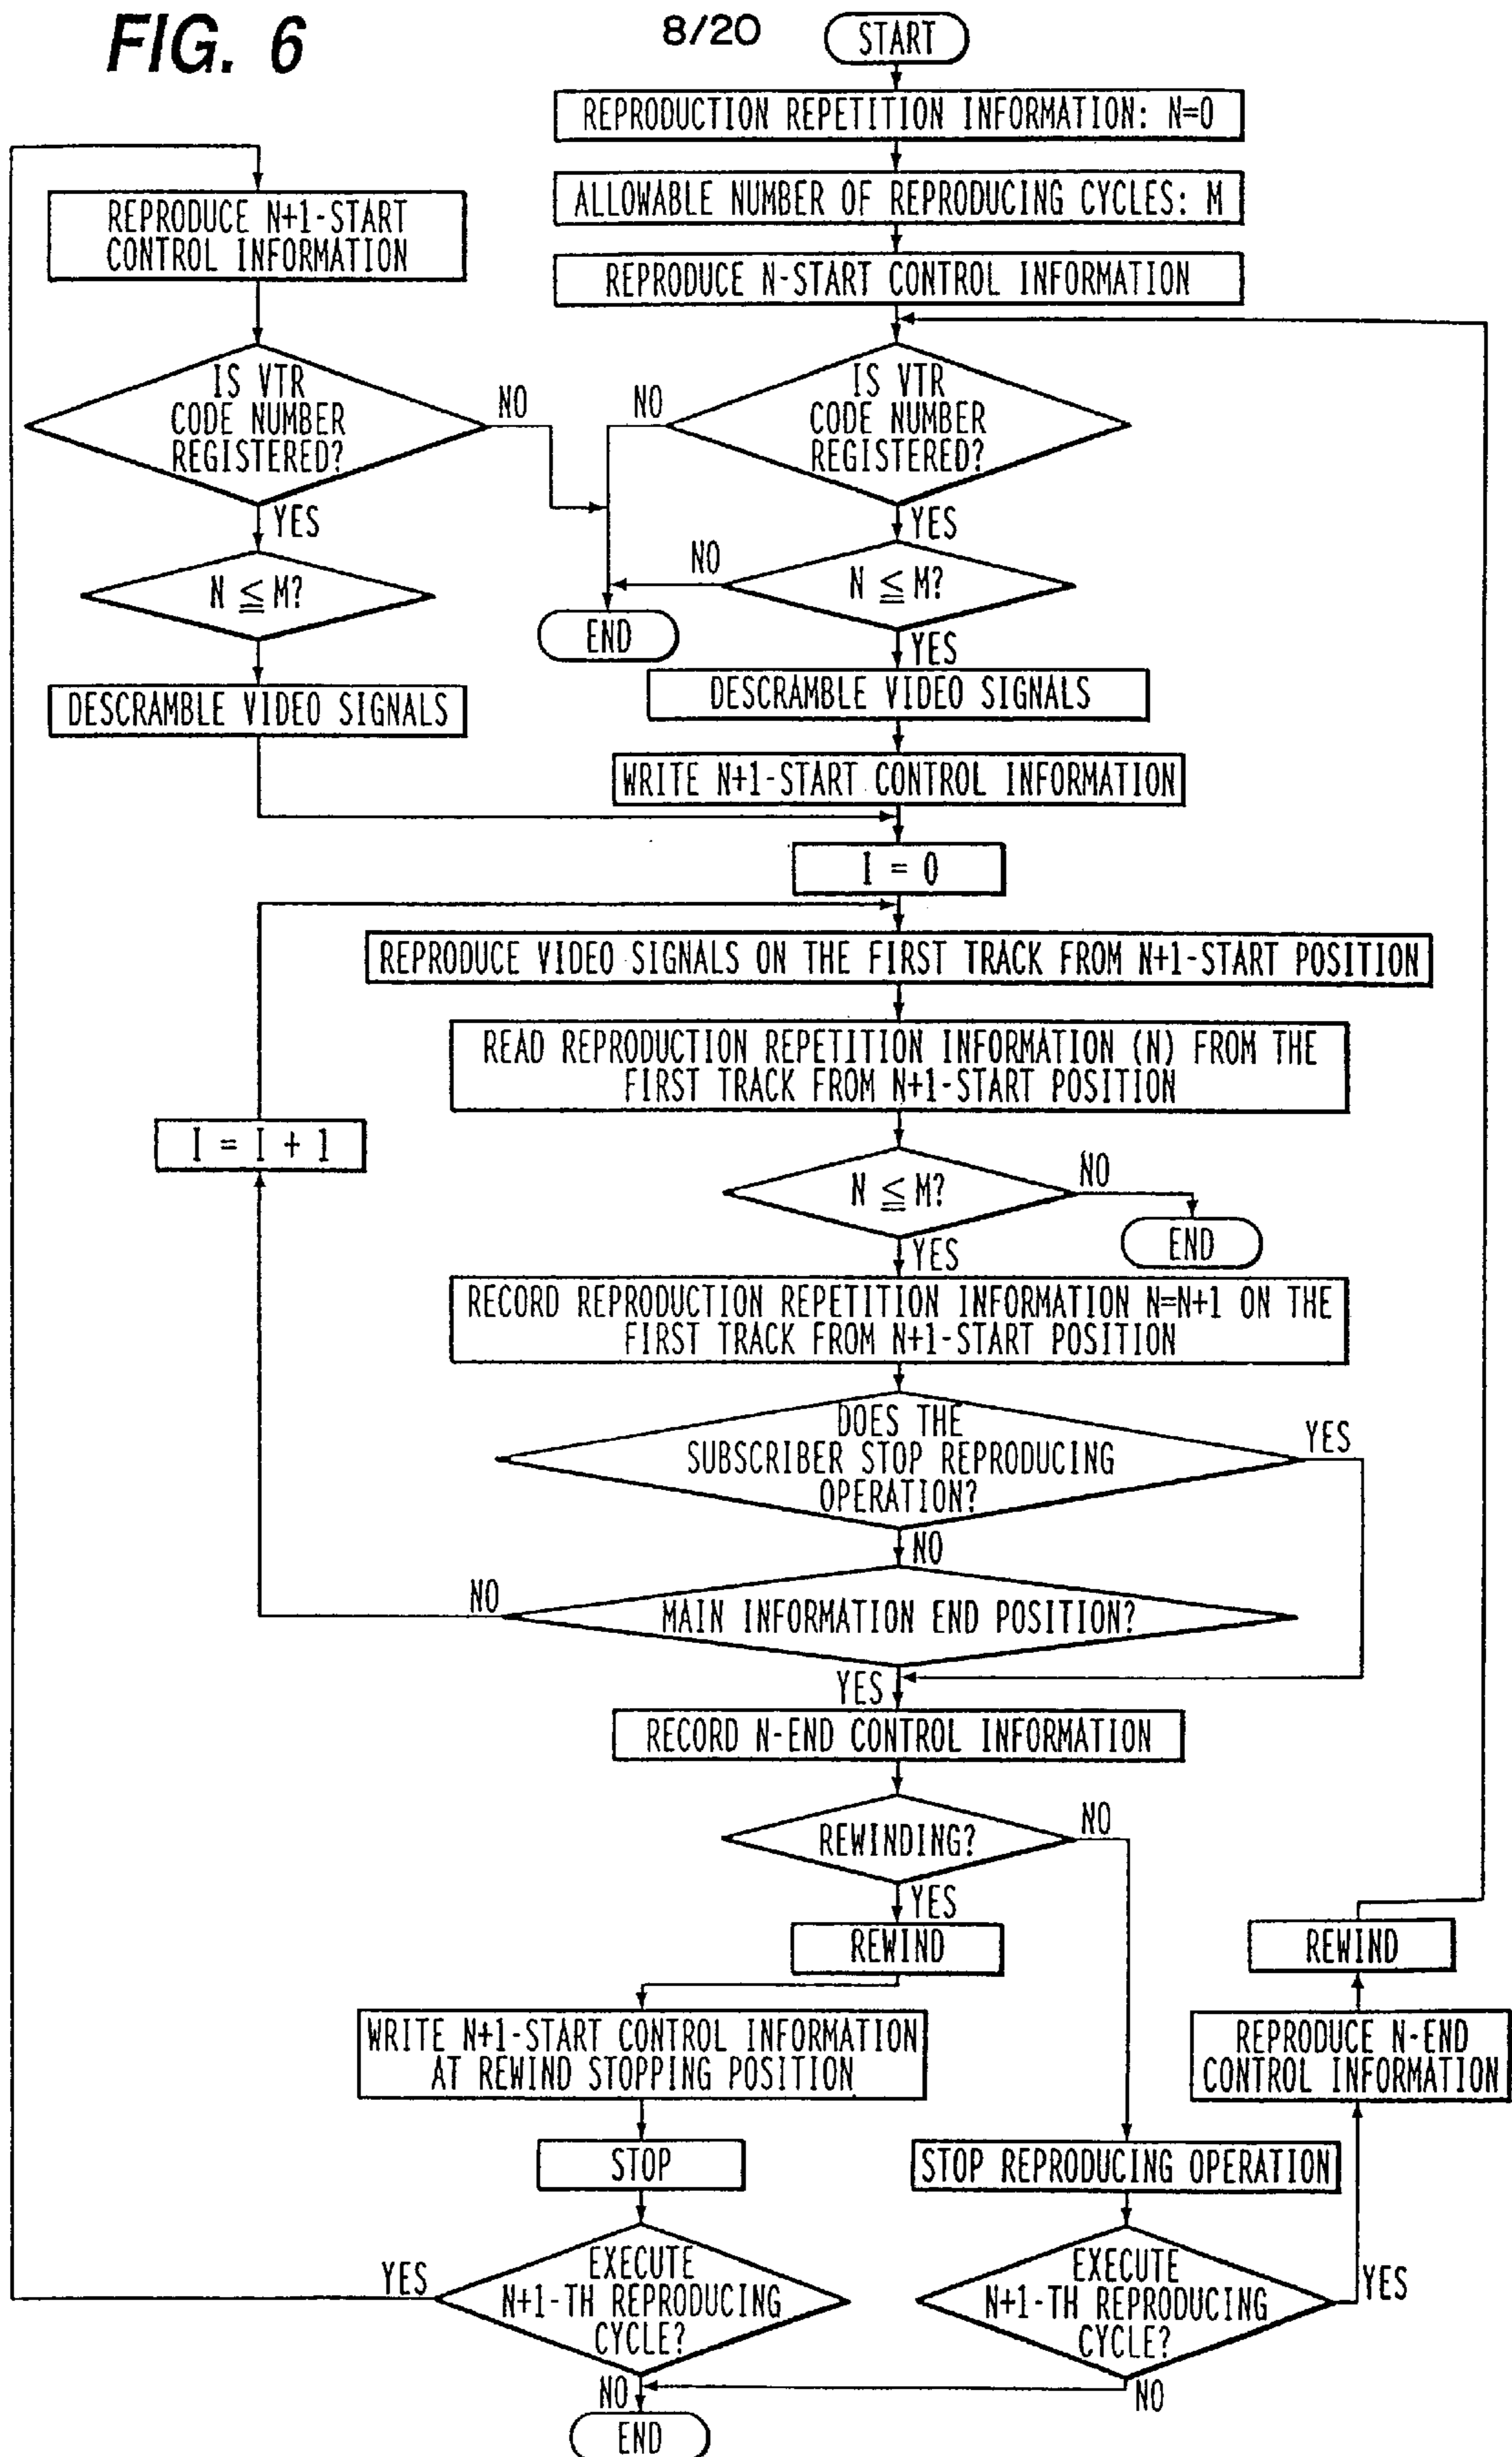 FIG. 6
8/20
START
REPRODUCTION REPETITION INFORMATION: N=0
ALLOWABLE NUMBER OF REPRODUCING CYCLES: M
REPRODUCE N-START CONTROL INFORMATION
REPRODUCE N+1-START
CONTROL INFORMATION
IS VTR
CODE NUMBER
REGISTERED?
NO
YES
N ≦ M?
DESCRAMBLE VIDEO SIGNALS
IS VTR
CODE NUMBER
REGISTERED?
NO
YES
N ≦ M?
NO
END
YES
DESCRAMBLE VIDEO SIGNALS
WRITE N+1-START CONTROL INFORMATION
I = 0
REPRODUCE VIDEO SIGNALS ON THE FIRST TRACK FROM N+1-START POSITION
READ REPRODUCTION REPETITION INFORMATION (N) FROM THE
FIRST TRACK FROM N+1-START POSITION
I = I + 1
N ≦ M?
NO
END
YES
RECORD REPRODUCTION REPETITION INFORMATION N=N+1 ON THE
FIRST TRACK FROM N+1-START POSITION
DOES THE
SUBSCRIBER STOP REPRODUCING
OPERATION?
YES
NO
MAIN INFORMATION END POSITION?
NO
YES
RECORD N-END CONTROL INFORMATION
REWINDING?
NO
YES
REWIND
REWIND
WRITE N+1-START CONTROL INFORMATION
AT REWIND STOPPING POSITION
REPRODUCE N-END
CONTROL INFORMATION
STOP
STOP REPRODUCING OPERATION
EXECUTE
N+1-TH REPRODUCING
CYCLE?
YES
NO
EXECUTE
N+1-TH REPRODUCING
CYCLE?
YES
NO
END